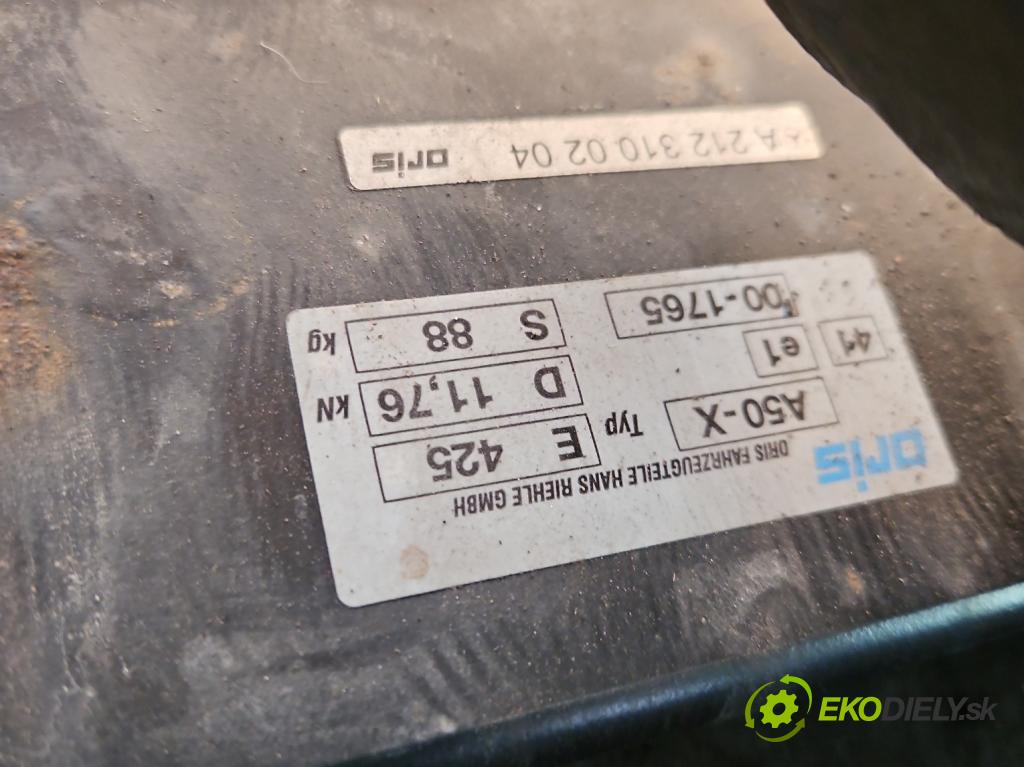 ORIS
ORIS FAHRZEUGTEILE HANS RIEHLE GMBH
A50-X Typ E 425
41 e1 D 11,76 kN
00-1765 S 88 kg
A 212 310 02 04 ORIS
EKODIELY.sk